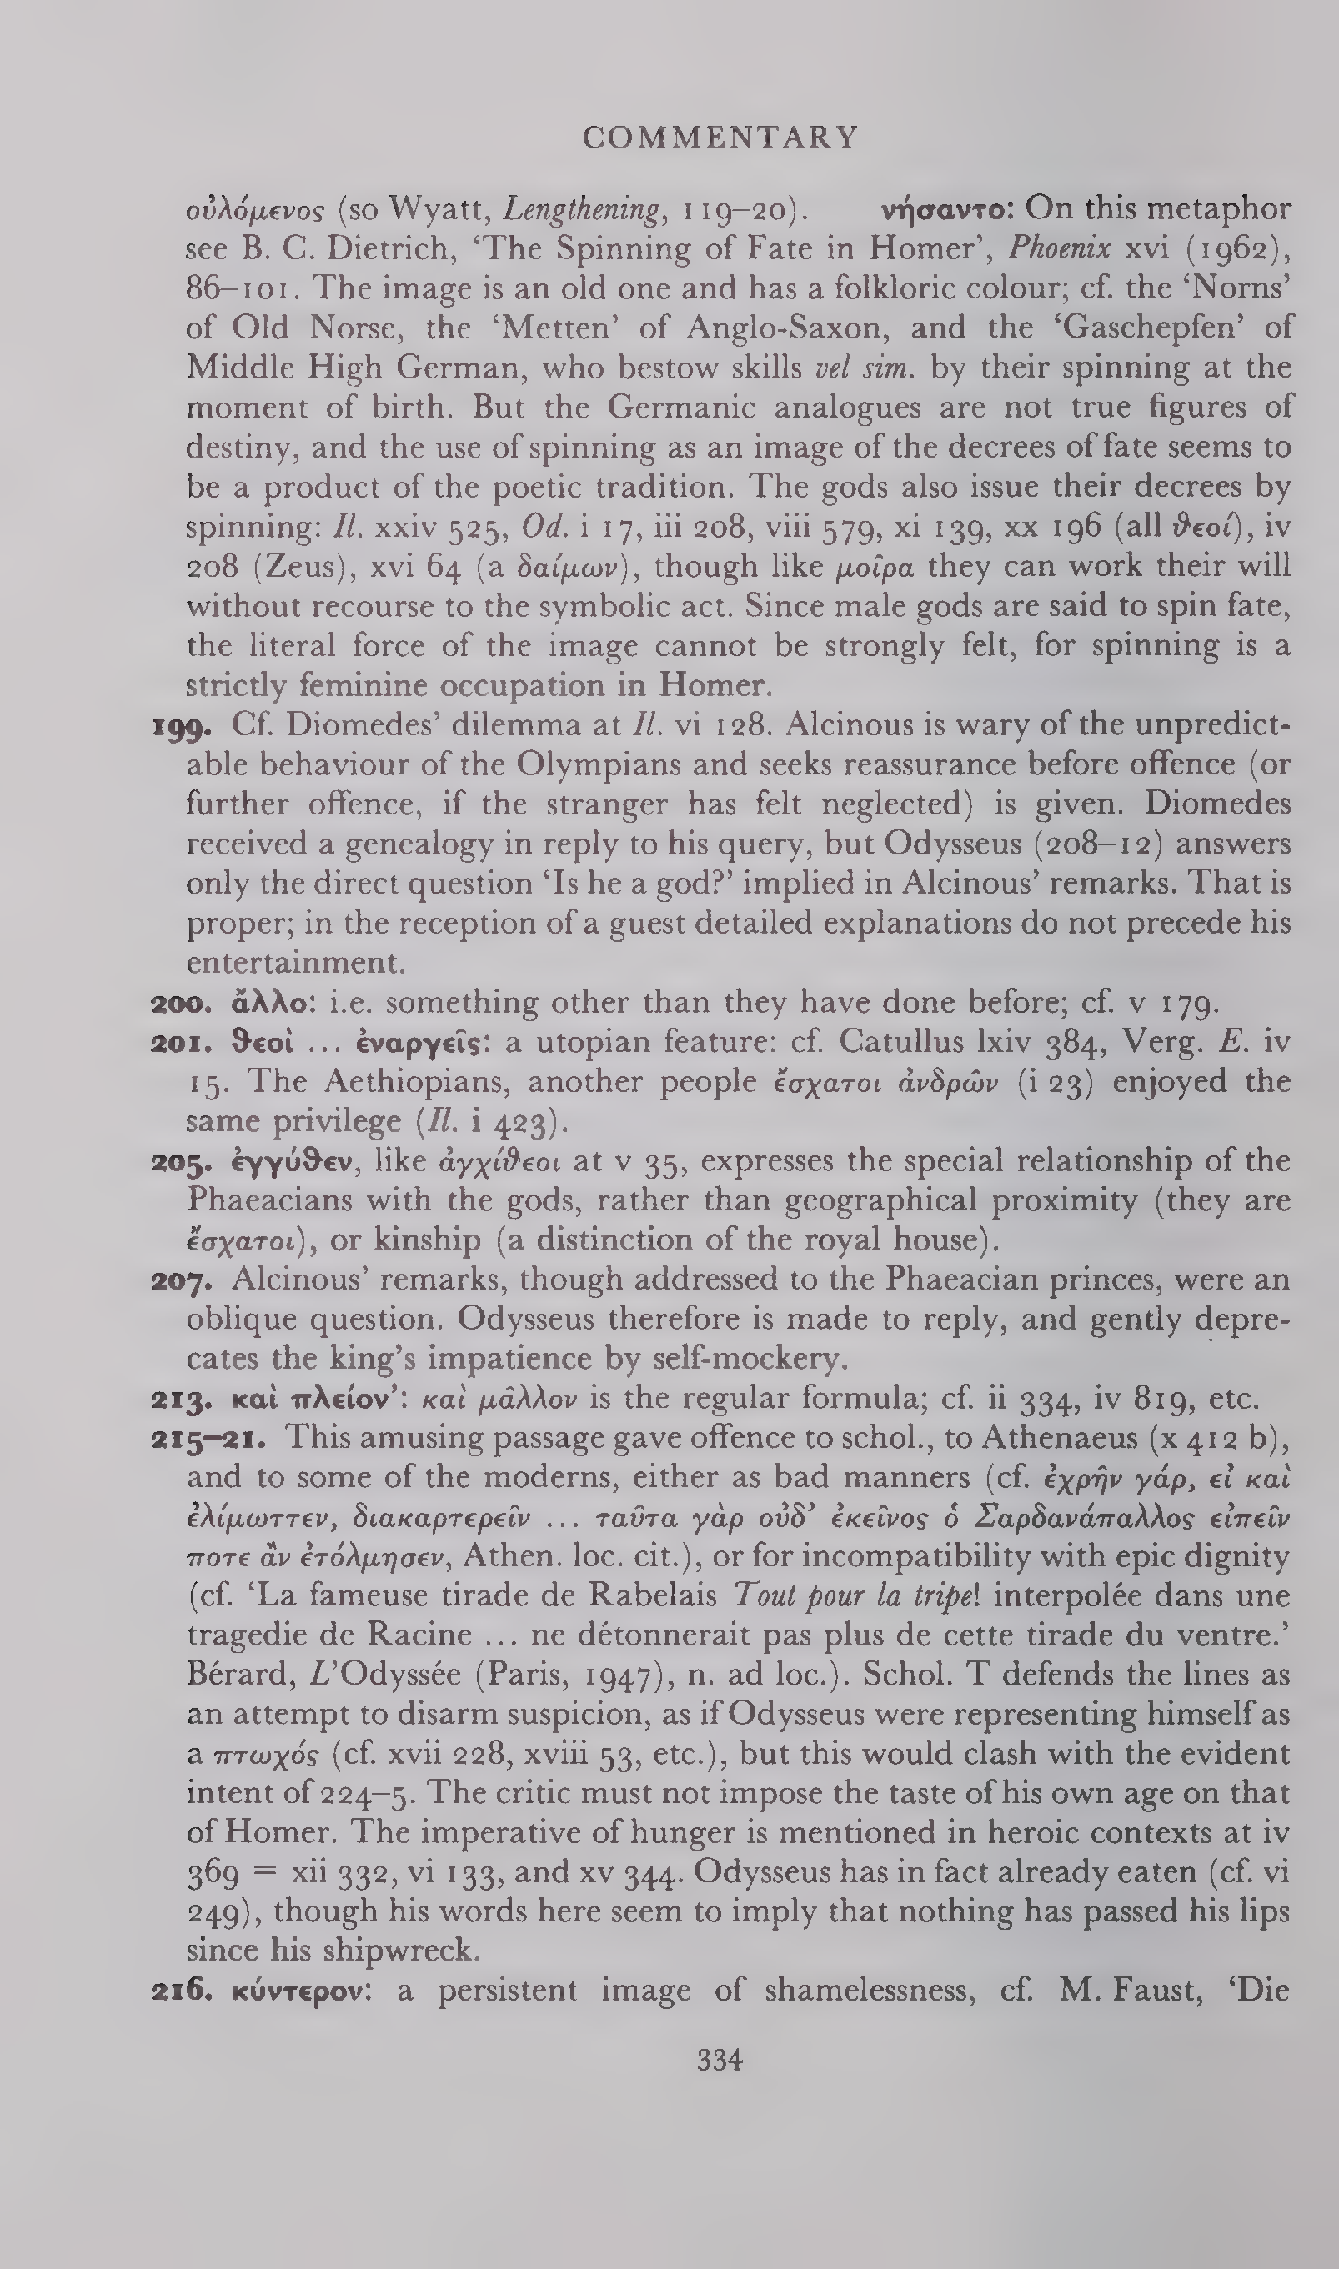 COMMENTARY
οὐλόμενος (so Wyatt, Lengthening, 119–20). νήσαντο: On this metaphor
see B. C. Dietrich, ‘The Spinning of Fate in Homer’, Phoenix xvi (1962),
86–101. The image is an old one and has a folkloric colour; cf. the ‘Norns’
of Old Norse, the ‘Metten’ of Anglo-Saxon, and the ‘Gaschepfen’ of
Middle High German, who bestow skills vel sim. by their spinning at the
moment of birth. But the Germanic analogues are not true figures of
destiny, and the use of spinning as an image of the decrees of fate seems to
be a product of the poetic tradition. The gods also issue their decrees by
spinning: Il. xxiv 525, Od. i 17, iii 208, viii 579, xi 139, xx 196 (all ϑεοί), iv
208 (Zeus), xvi 64 (a δαίμων), though like μοῖρα they can work their will
without recourse to the symbolic act. Since male gods are said to spin fate,
the literal force of the image cannot be strongly felt, for spinning is a
strictly feminine occupation in Homer.
199. Cf. Diomedes’ dilemma at Il. vi 128. Alcinous is wary of the unpredict-
able behaviour of the Olympians and seeks reassurance before offence (or
further offence, if the stranger has felt neglected) is given. Diomedes
received a genealogy in reply to his query, but Odysseus (208–12) answers
only the direct question ‘Is he a god?’ implied in Alcinous’ remarks. That is
proper; in the reception of a guest detailed explanations do not precede his
entertainment.
200. ἄλλο: i.e. something other than they have done before; cf. v 179.
201. ϑεοὶ ... ἐναργεῖς: a utopian feature: cf. Catullus lxiv 384, Verg. E. iv
15. The Aethiopians, another people ἔσχατοι ἀνδρῶν (i 23) enjoyed the
same privilege (Il. i 423).
205. ἐγγύϑεν, like ἀγχίϑεοι at v 35, expresses the special relationship of the
Phaeacians with the gods, rather than geographical proximity (they are
ἔσχατοι), or kinship (a distinction of the royal house).
207. Alcinous’ remarks, though addressed to the Phaeacian princes, were an
oblique question. Odysseus therefore is made to reply, and gently depre-
cates the king’s impatience by self-mockery.
213. καὶ πλείον’: καὶ μᾶλλον is the regular formula; cf. ii 334, iv 819, etc.
215–21. This amusing passage gave offence to schol., to Athenaeus (x 412 b),
and to some of the moderns, either as bad manners (cf. ἐχρῆν γάρ, εἰ καὶ
ἐλίμωττεν, διακαρτερεῖν ... ταῦτα γὰρ οὐδ’ ἐκεῖνος ὁ Σαρδανάπαλλος εἰπεῖν
ποτε ἂν ἐτόλμησεν, Athen. loc. cit.), or for incompatibility with epic dignity
(cf. ‘La fameuse tirade de Rabelais Tout pour la tripe! interpolée dans une
tragedie de Racine ... ne détonnerait pas plus de cette tirade du ventre.’
Bérard, L’Odyssée (Paris, 1947), n. ad loc.). Schol. T defends the lines as
an attempt to disarm suspicion, as if Odysseus were representing himself as
a πτωχός (cf. xvii 228, xviii 53, etc.), but this would clash with the evident
intent of 224–5. The critic must not impose the taste of his own age on that
of Homer. The imperative of hunger is mentioned in heroic contexts at iv
369 = xii 332, vi 133, and xv 344. Odysseus has in fact already eaten (cf. vi
249), though his words here seem to imply that nothing has passed his lips
since his shipwreck.
216. κύντερον: a persistent image of shamelessness, cf. M. Faust, ‘Die
334